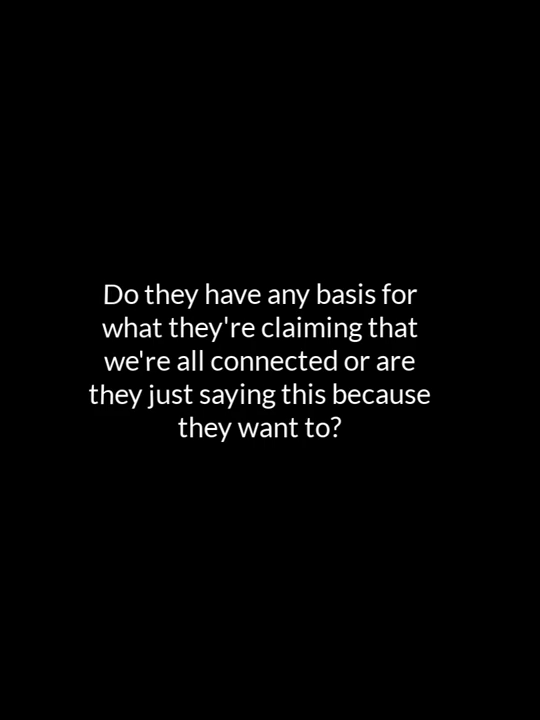 Do they have any basis for
what they're claiming that
we're all connected or are
they just saying this because
they want to?